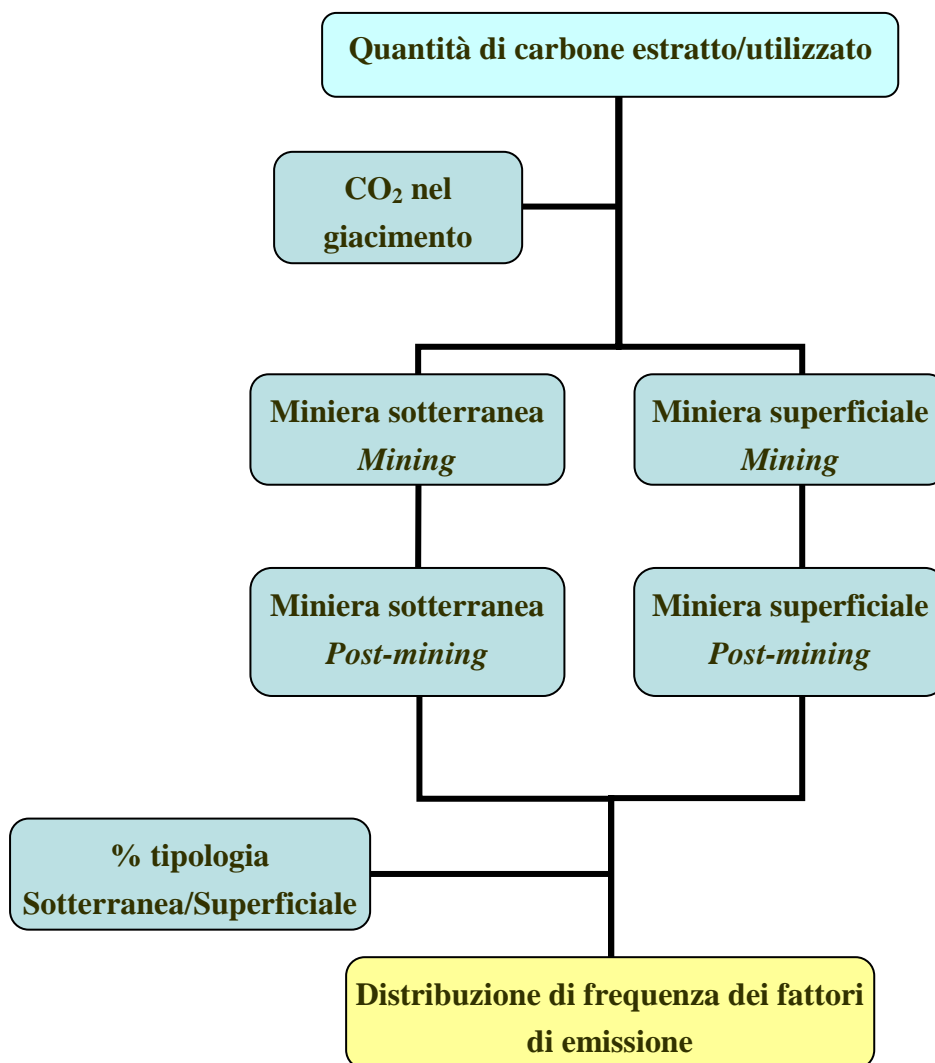 Quantità di carbone estratto/utilizzato
CO₂ nel
giacimento
Miniera sotterranea
Mining
Miniera superficiale
Mining
Miniera sotterranea
Post-mining
Miniera superficiale
Post-mining
% tipologia
Sotterranea/Superficiale
Distribuzione di frequenza dei fattori
di emissione